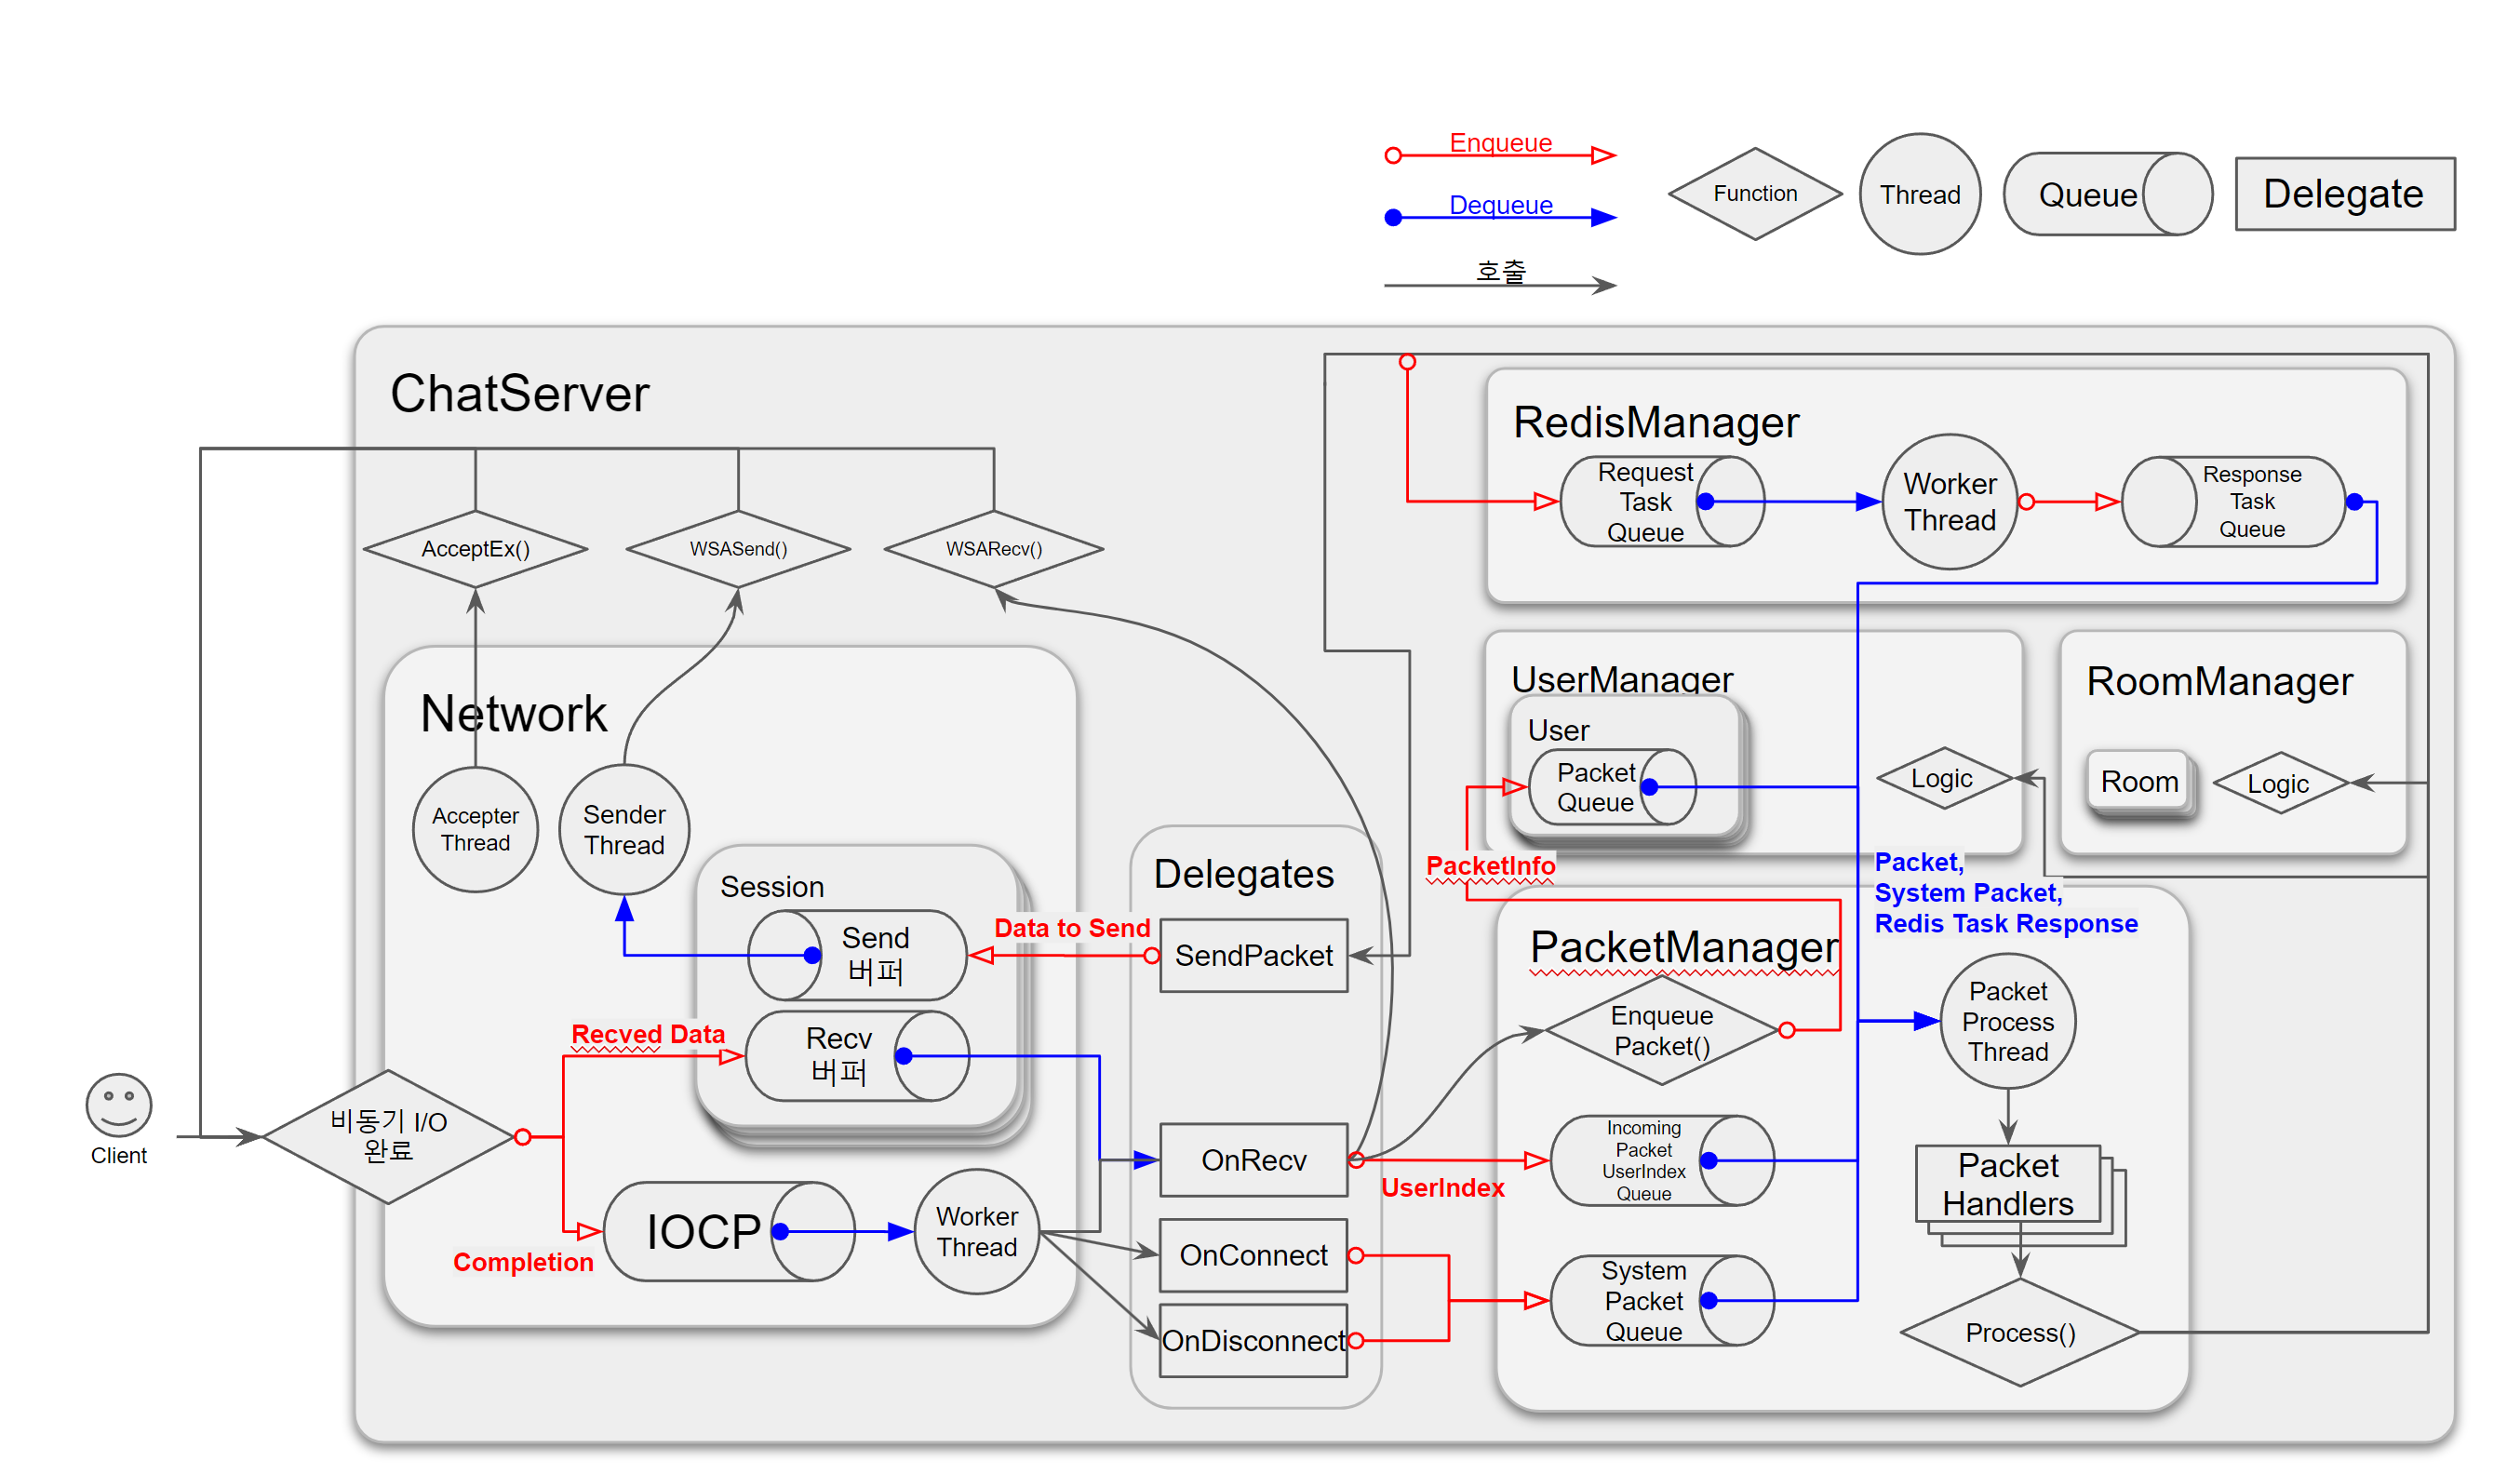 Enqueue
Dequeue
호출
Function
Thread
Queue
Delegate
ChatServer
AcceptEx()
WSASend()
WSARecv()
RedisManager
Request
Task
Queue
Worker
Thread
Response
Task
Queue
Network
Accepter
Thread
Sender
Thread
UserManager
User
Packet
Queue
Logic
RoomManager
Room
Logic
Session
Send
버퍼
Recv
버퍼
Data to Send
Recved Data
Delegates
SendPacket
OnRecv
OnConnect
OnDisconnect
PacketInfo
UserIndex
Packet,
System Packet,
Redis Task Response
PacketManager
Enqueue
Packet()
Packet
Process
Thread
Incoming
Packet
UserIndex
Queue
System
Packet
Queue
Packet
Handlers
Process()
Client
비동기 I/O
완료
Completion
IOCP
Worker
Thread